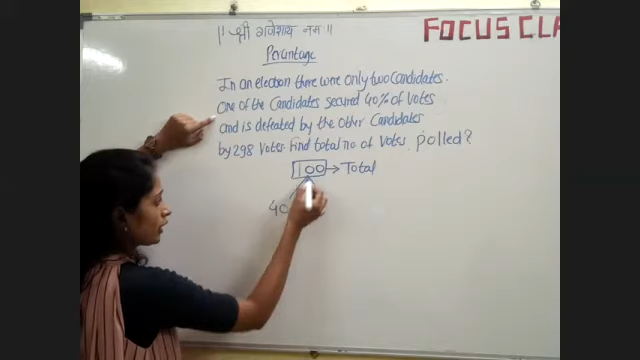 ।। श्री गणेशाय नमः ।।
FOCUS CLA
Percentage
In an election there were only two Candidates.
One of the Candidates secured 40% of Votes
and is defeated by the other Candidates
by 298 Votes. Find total no of Votes polled?
100 → Total
40